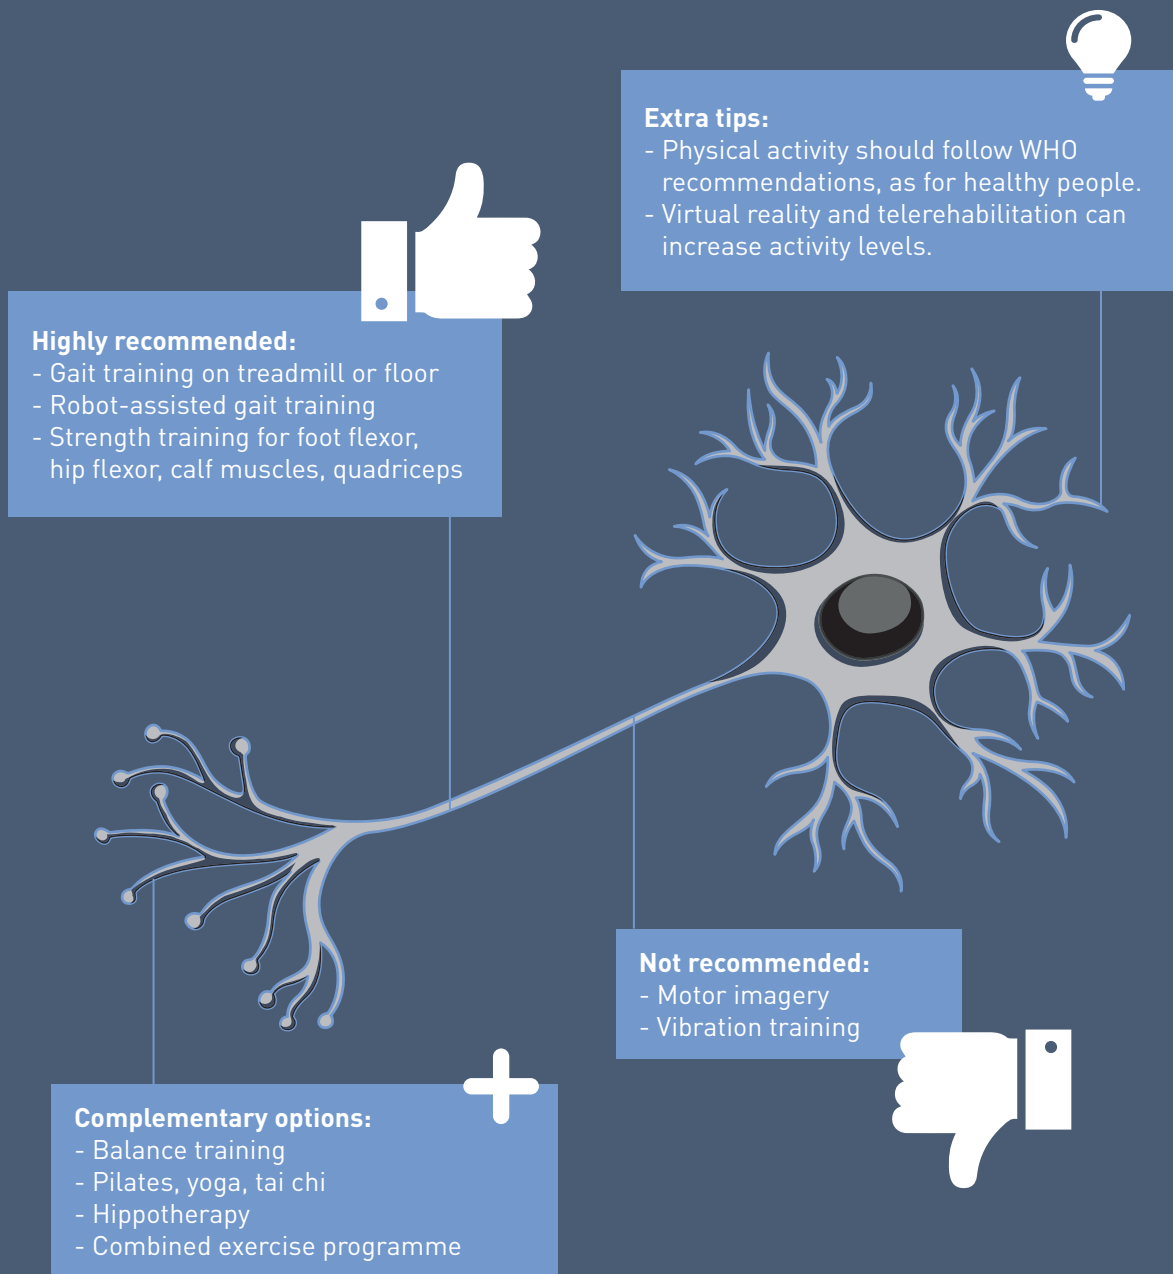 Extra tips:
- Physical activity should follow WHO
recommendations, as for healthy people.
- Virtual reality and telerehabilitation can
increase activity levels.
Highly recommended:
- Gait training on treadmill or floor
- Robot-assisted gait training
- Strength training for foot flexor,
hip flexor, calf muscles, quadriceps
Not recommended:
- Motor imagery
- Vibration training
Complementary options:
- Balance training
- Pilates, yoga, tai chi
- Hippotherapy
- Combined exercise programme